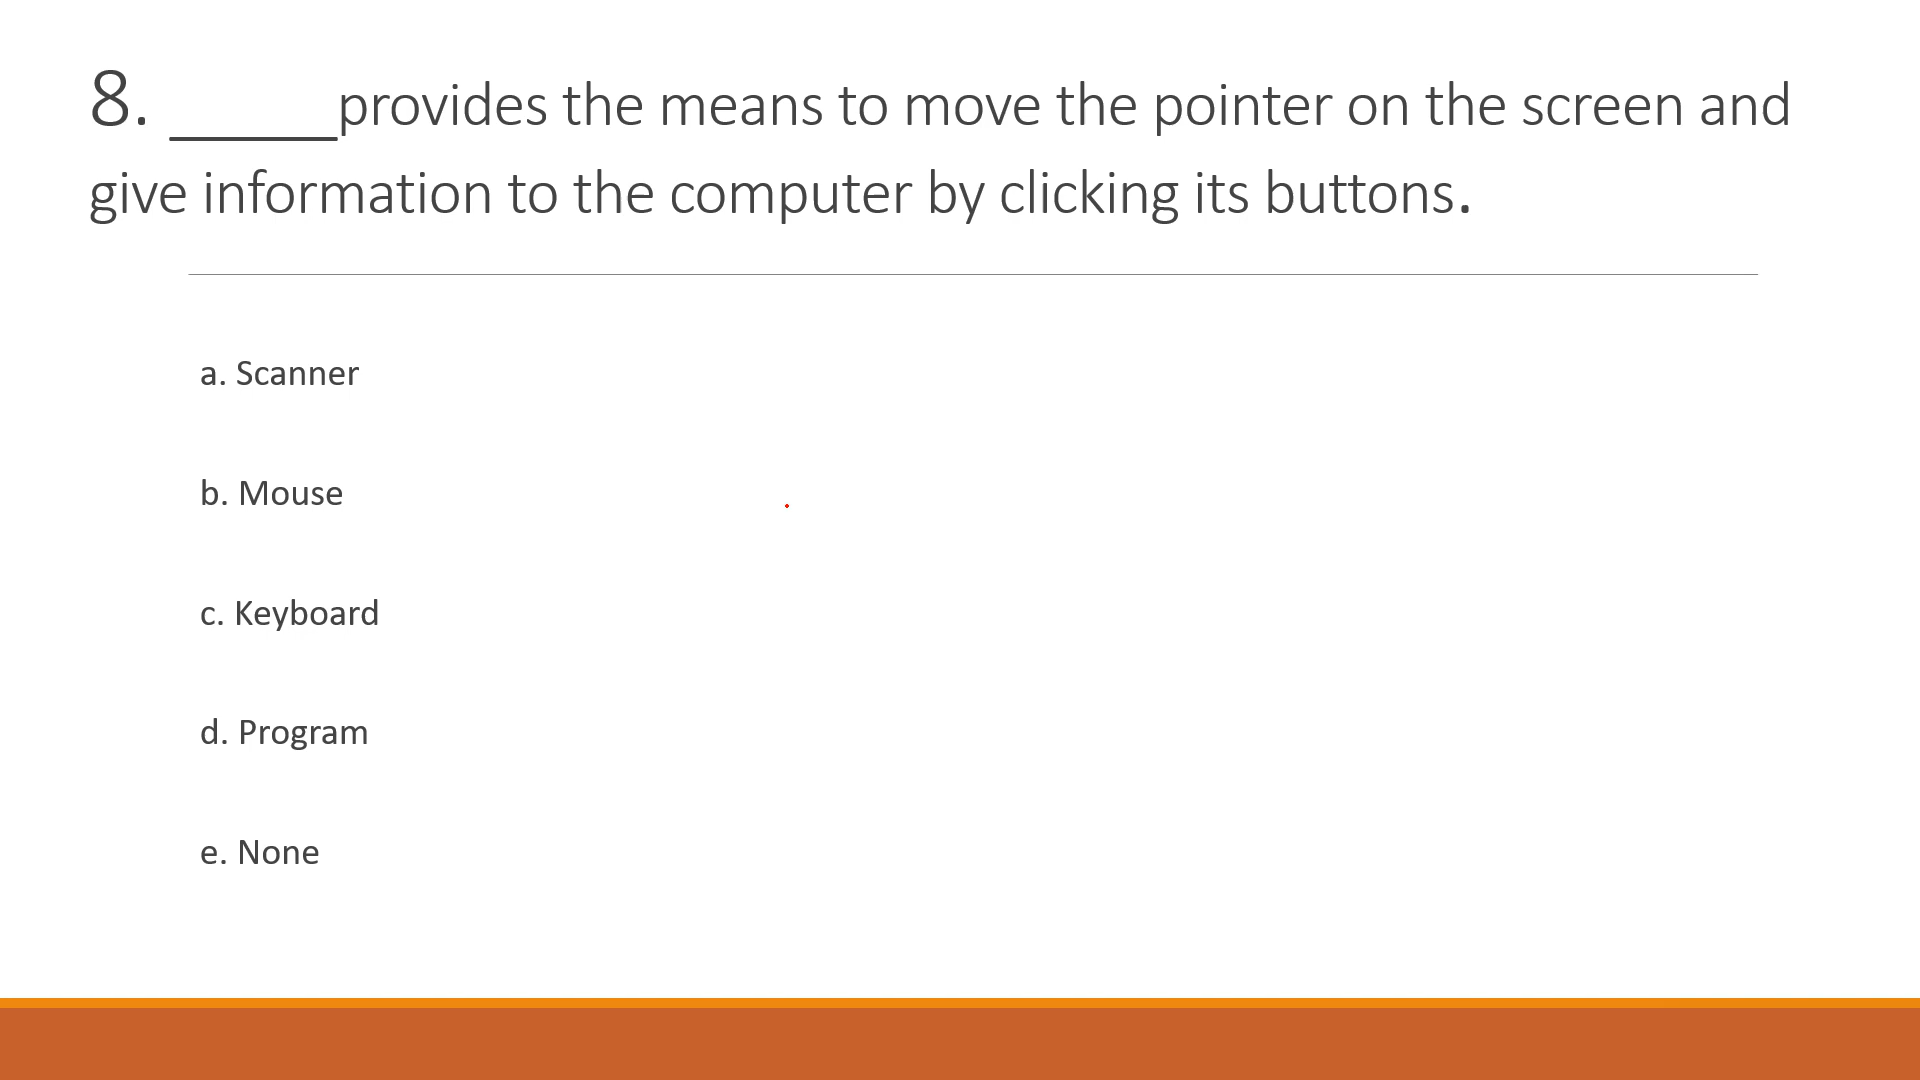 8. _____provides the means to move the pointer on the screen and
give information to the computer by clicking its buttons.
a. Scanner
b. Mouse
c. Keyboard
d. Program
e. None